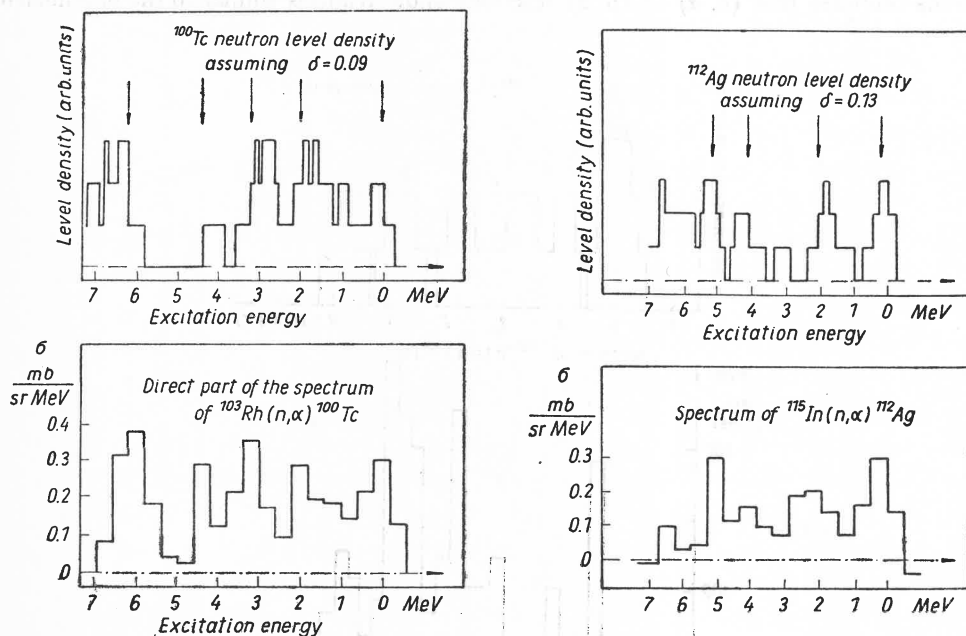 ¹⁰⁰Tc neutron level density
assuming δ=0.09
Level density (arb. units)
7 6 5 4 3 2 1 0 MeV
Excitation energy
¹¹²Ag neutron level density
assuming δ=0.13
Level density (arb. units)
7 6 5 4 3 2 1 0 MeV
Excitation energy
σ
mb
sr MeV
Direct part of the spectrum
of ¹⁰³Rh(n,α)¹⁰⁰Tc
0.4
0.3
0.2
0.1
0
7 6 5 4 3 2 1 0 MeV
Excitation energy
σ
mb
sr MeV
Spectrum of ¹¹⁵In(n,α)¹¹²Ag
0.3
0.2
0.1
0
7 6 5 4 3 2 1 0 MeV